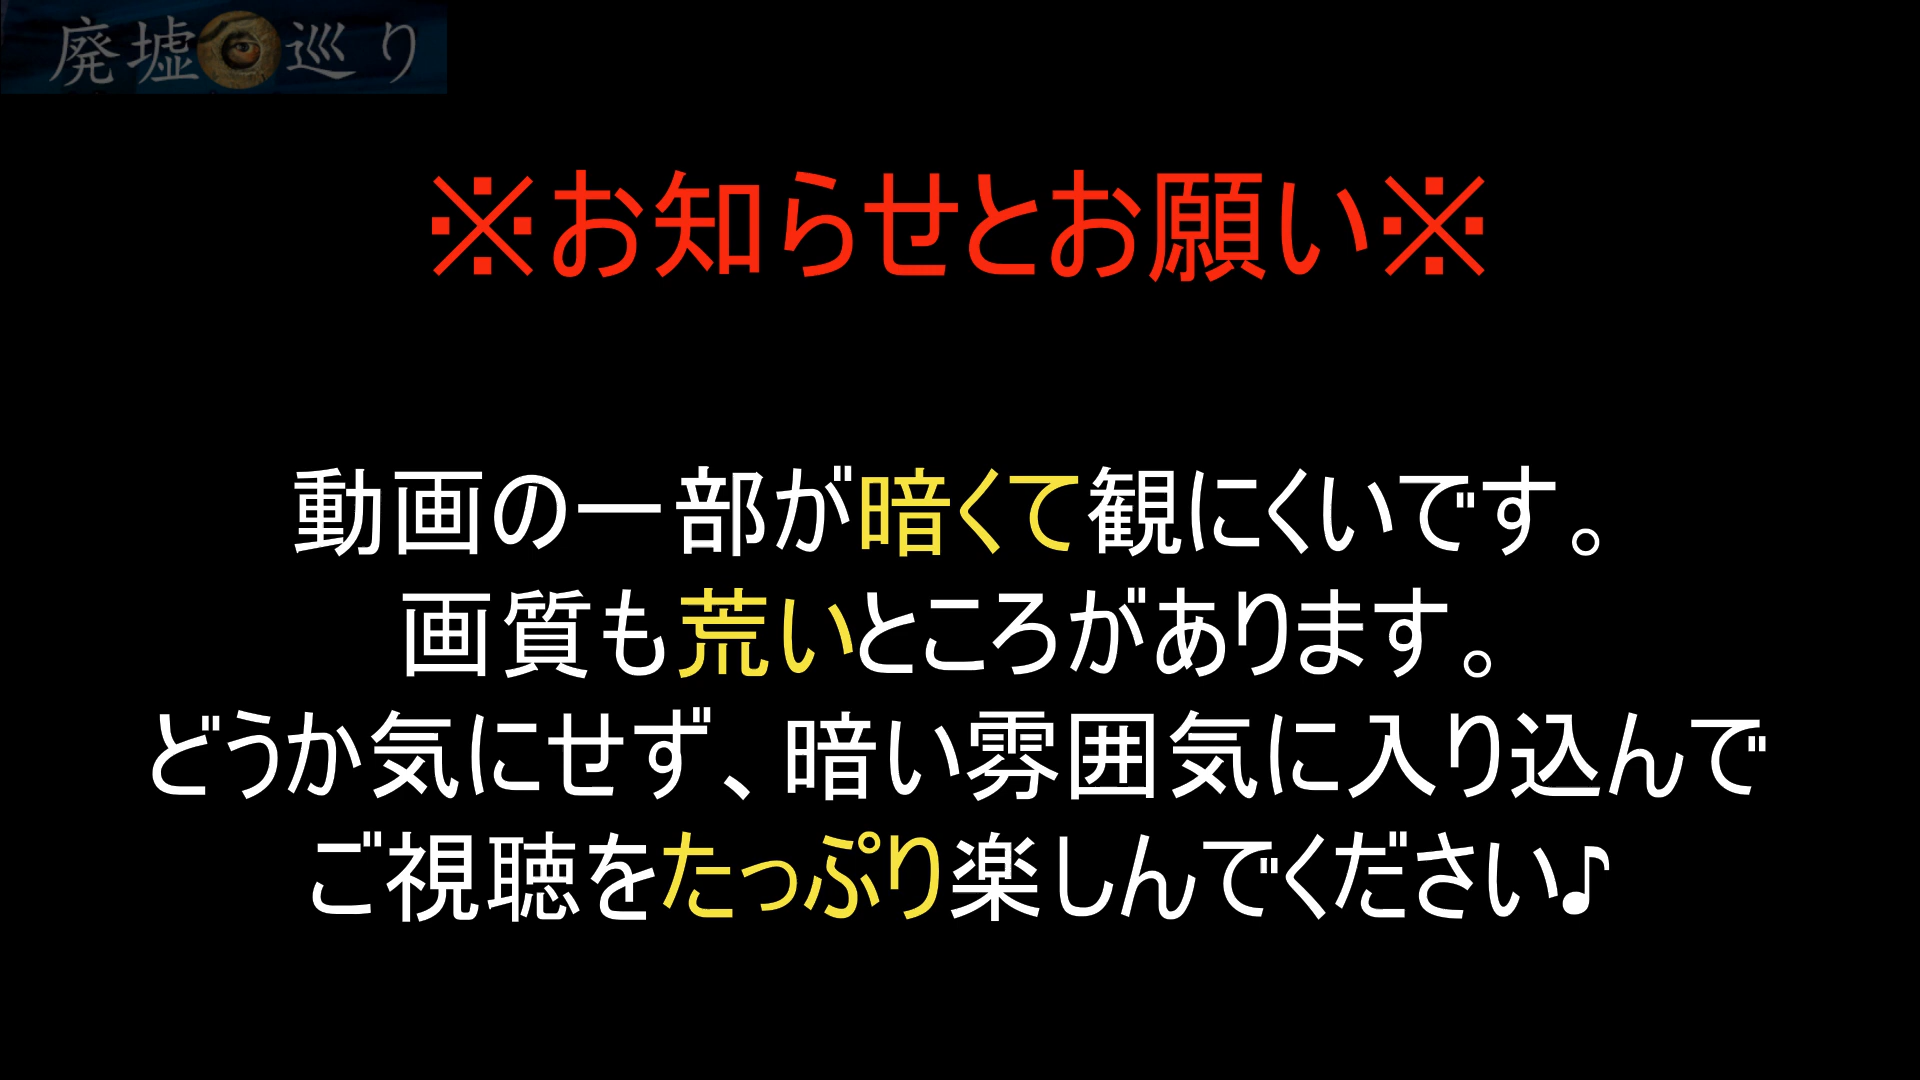 廃墟巡り
※お知らせとお願い※
動画の一部が暗くて観にくいです。
画質も荒いところがあります。
どうか気にせず、暗い雰囲気に入り込んで
ご視聴をたっぷり楽しんでください♪